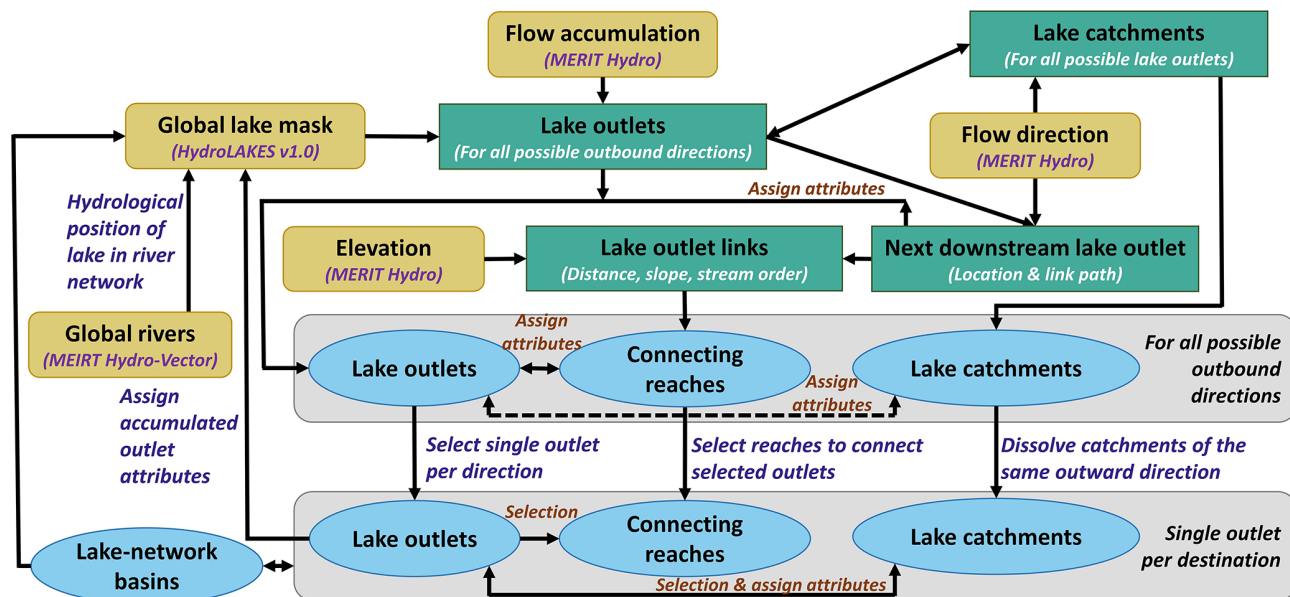 Flow accumulation
(MERIT Hydro)
Lake catchments
(For all possible lake outlets)
Global lake mask
(HydroLAKES v1.0)
Lake outlets
(For all possible outbound directions)
Flow direction
(MERIT Hydro)
Assign attributes
Hydrological
position of
lake in river
network
Elevation
(MERIT Hydro)
Lake outlet links
(Distance, slope, stream order)
Next downstream lake outlet
(Location & link path)
Global rivers
(MEIRT Hydro-Vector)
Assign
attributes
Lake outlets
Connecting
reaches
Assign
attributes
Lake catchments
For all possible
outbound
directions
Assign
accumulated
outlet
attributes
Select single outlet
per direction
Select reaches to connect
selected outlets
Dissolve catchments of the
same outward direction
Lake outlets
Selection
Connecting
reaches
Lake catchments
Single outlet
per destination
Lake-network
basins
Selection & assign attributes